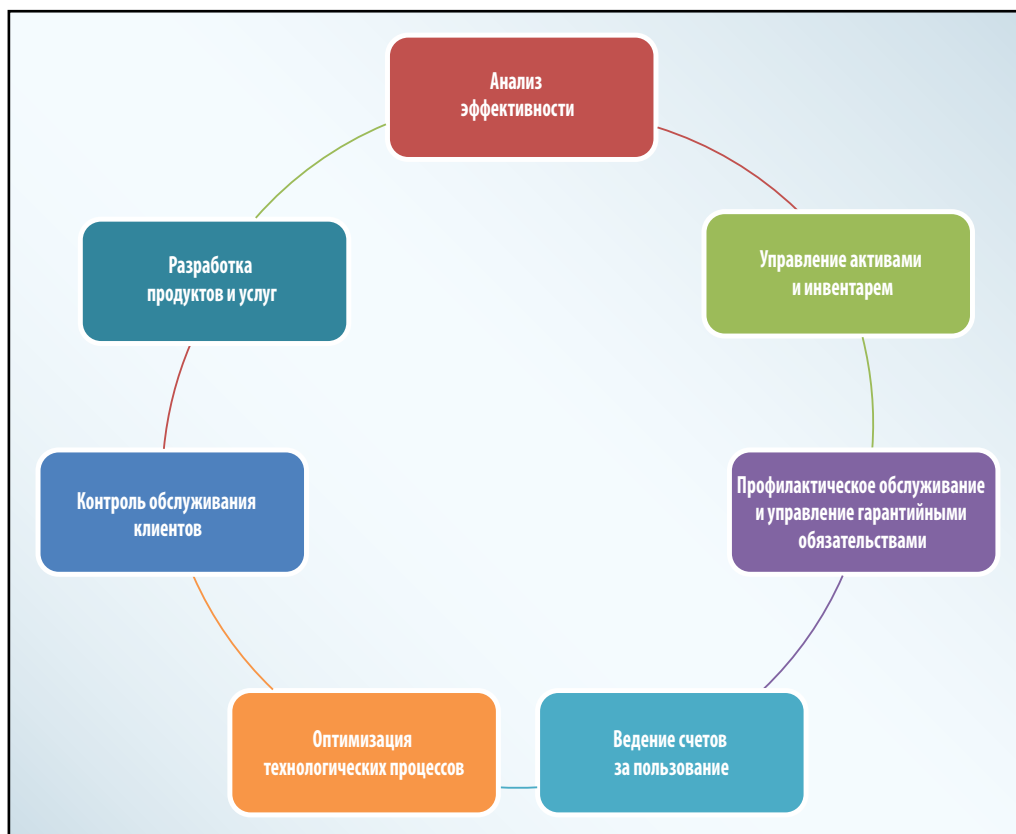 Анализ
эффективности
Управление активами
и инвентарем
Профилактическое обслуживание
и управление гарантийными
обязательствами
Ведение счетов
за пользование
Оптимизация
технологических процессов
Контроль обслуживания
клиентов
Разработка
продуктов и услуг